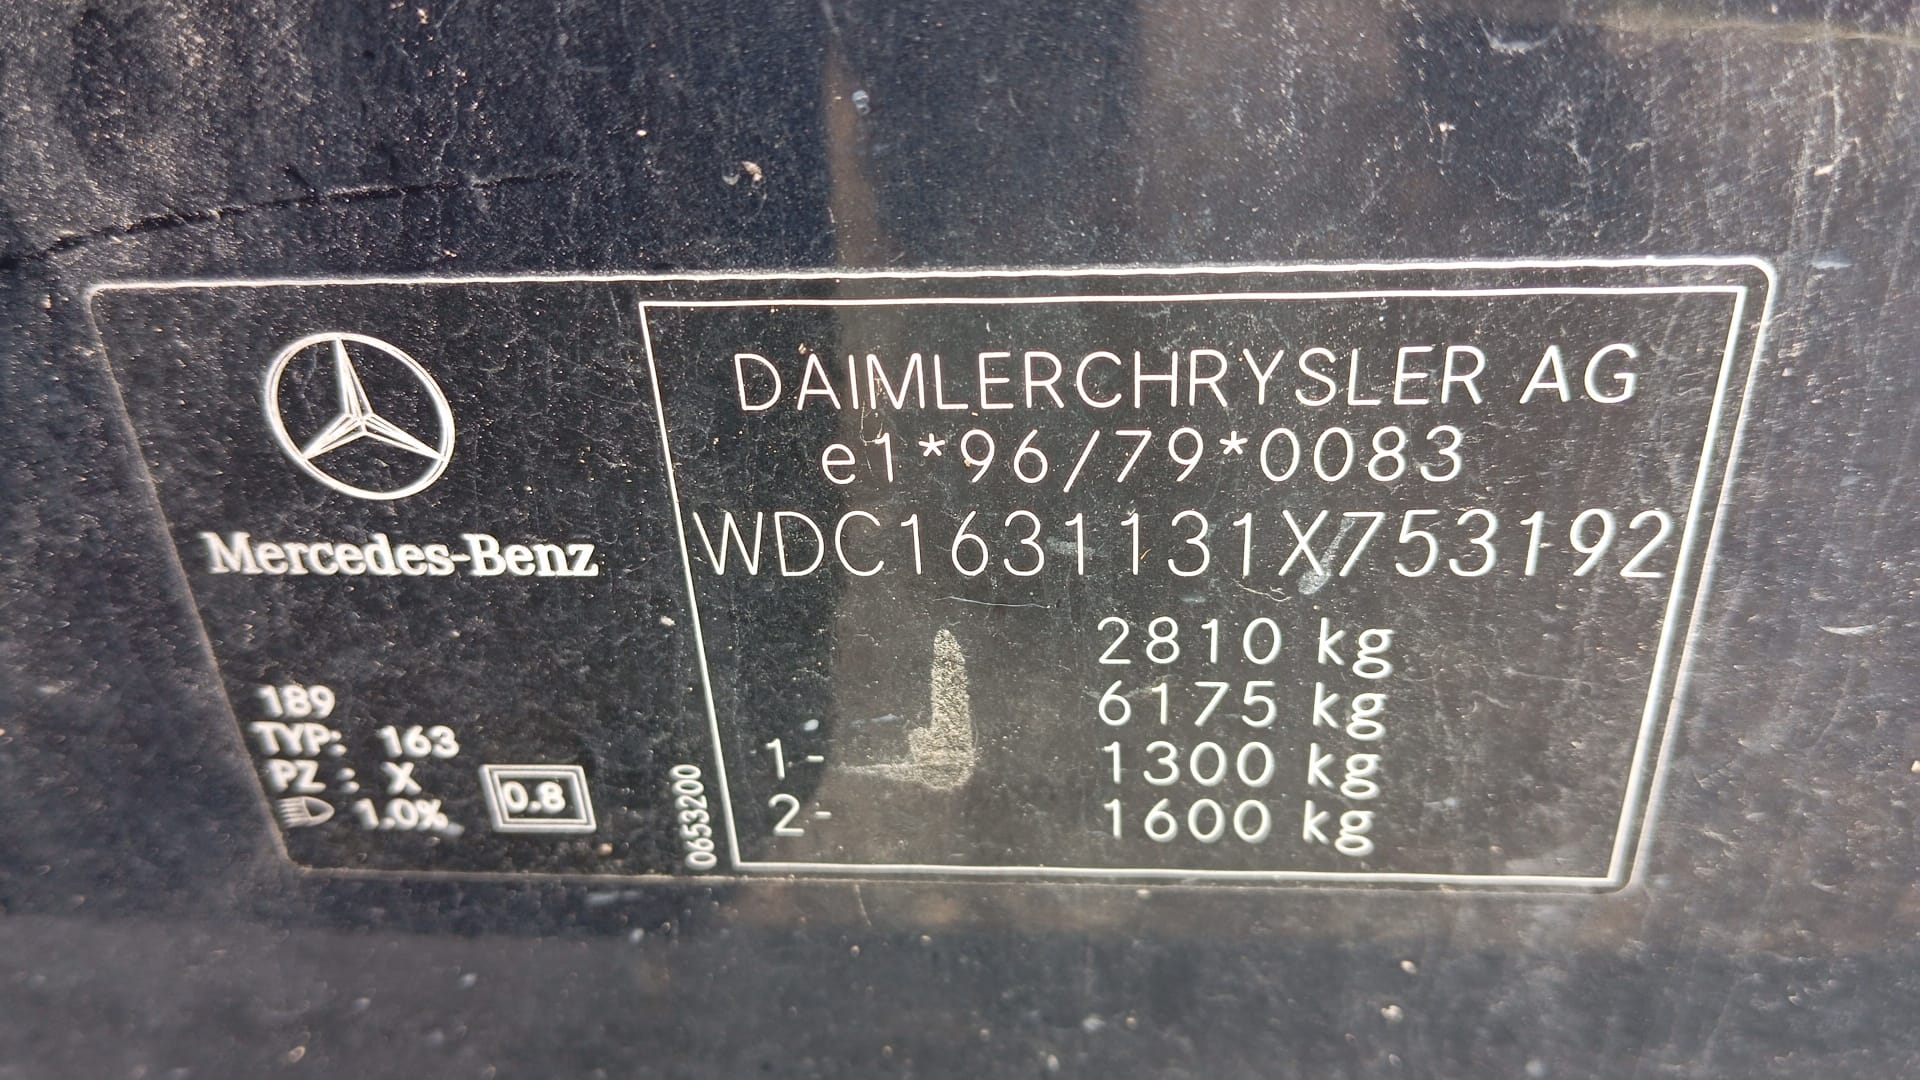 Mercedes-Benz
189
TYP: 163
PZ : X
1.0%
0.8
0653200
DAIMLERCHRYSLER AG
e1*96/79*0083
WDC1631131X753192
2810 kg
6175 kg
1- 1300 kg
2- 1600 kg